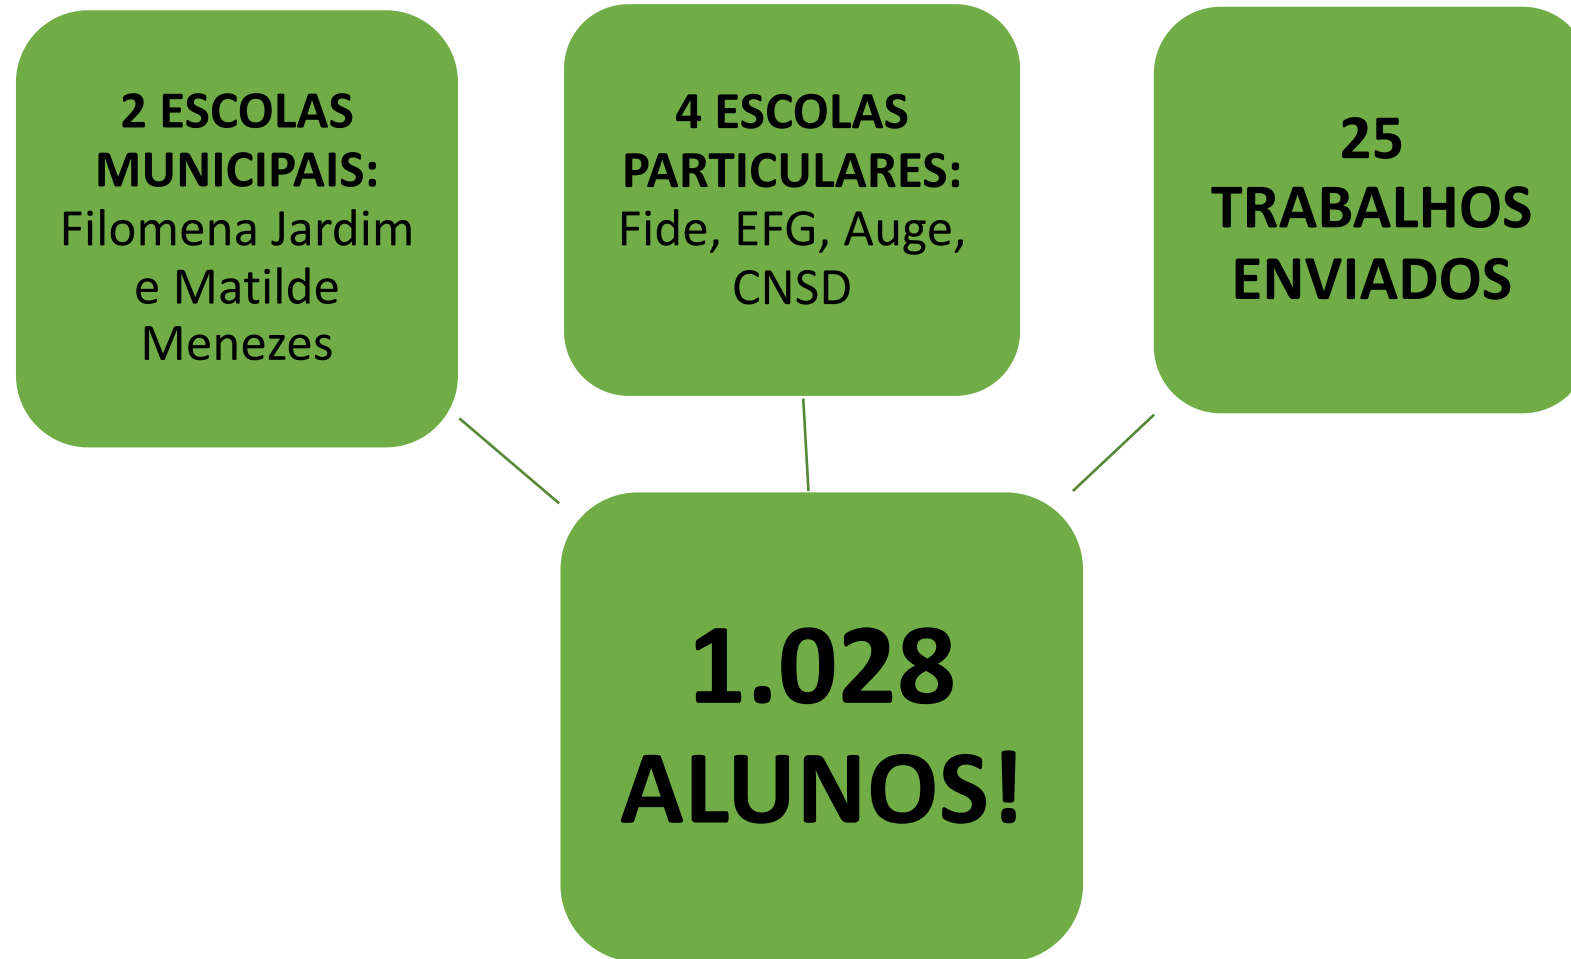 2 ESCOLAS
MUNICIPAIS:
Filomena Jardim
e Matilde
Menezes
4 ESCOLAS
PARTICULARES:
Fide, EFG, Auge,
CNSD
25
TRABALHOS
ENVIADOS
1.028
ALUNOS!